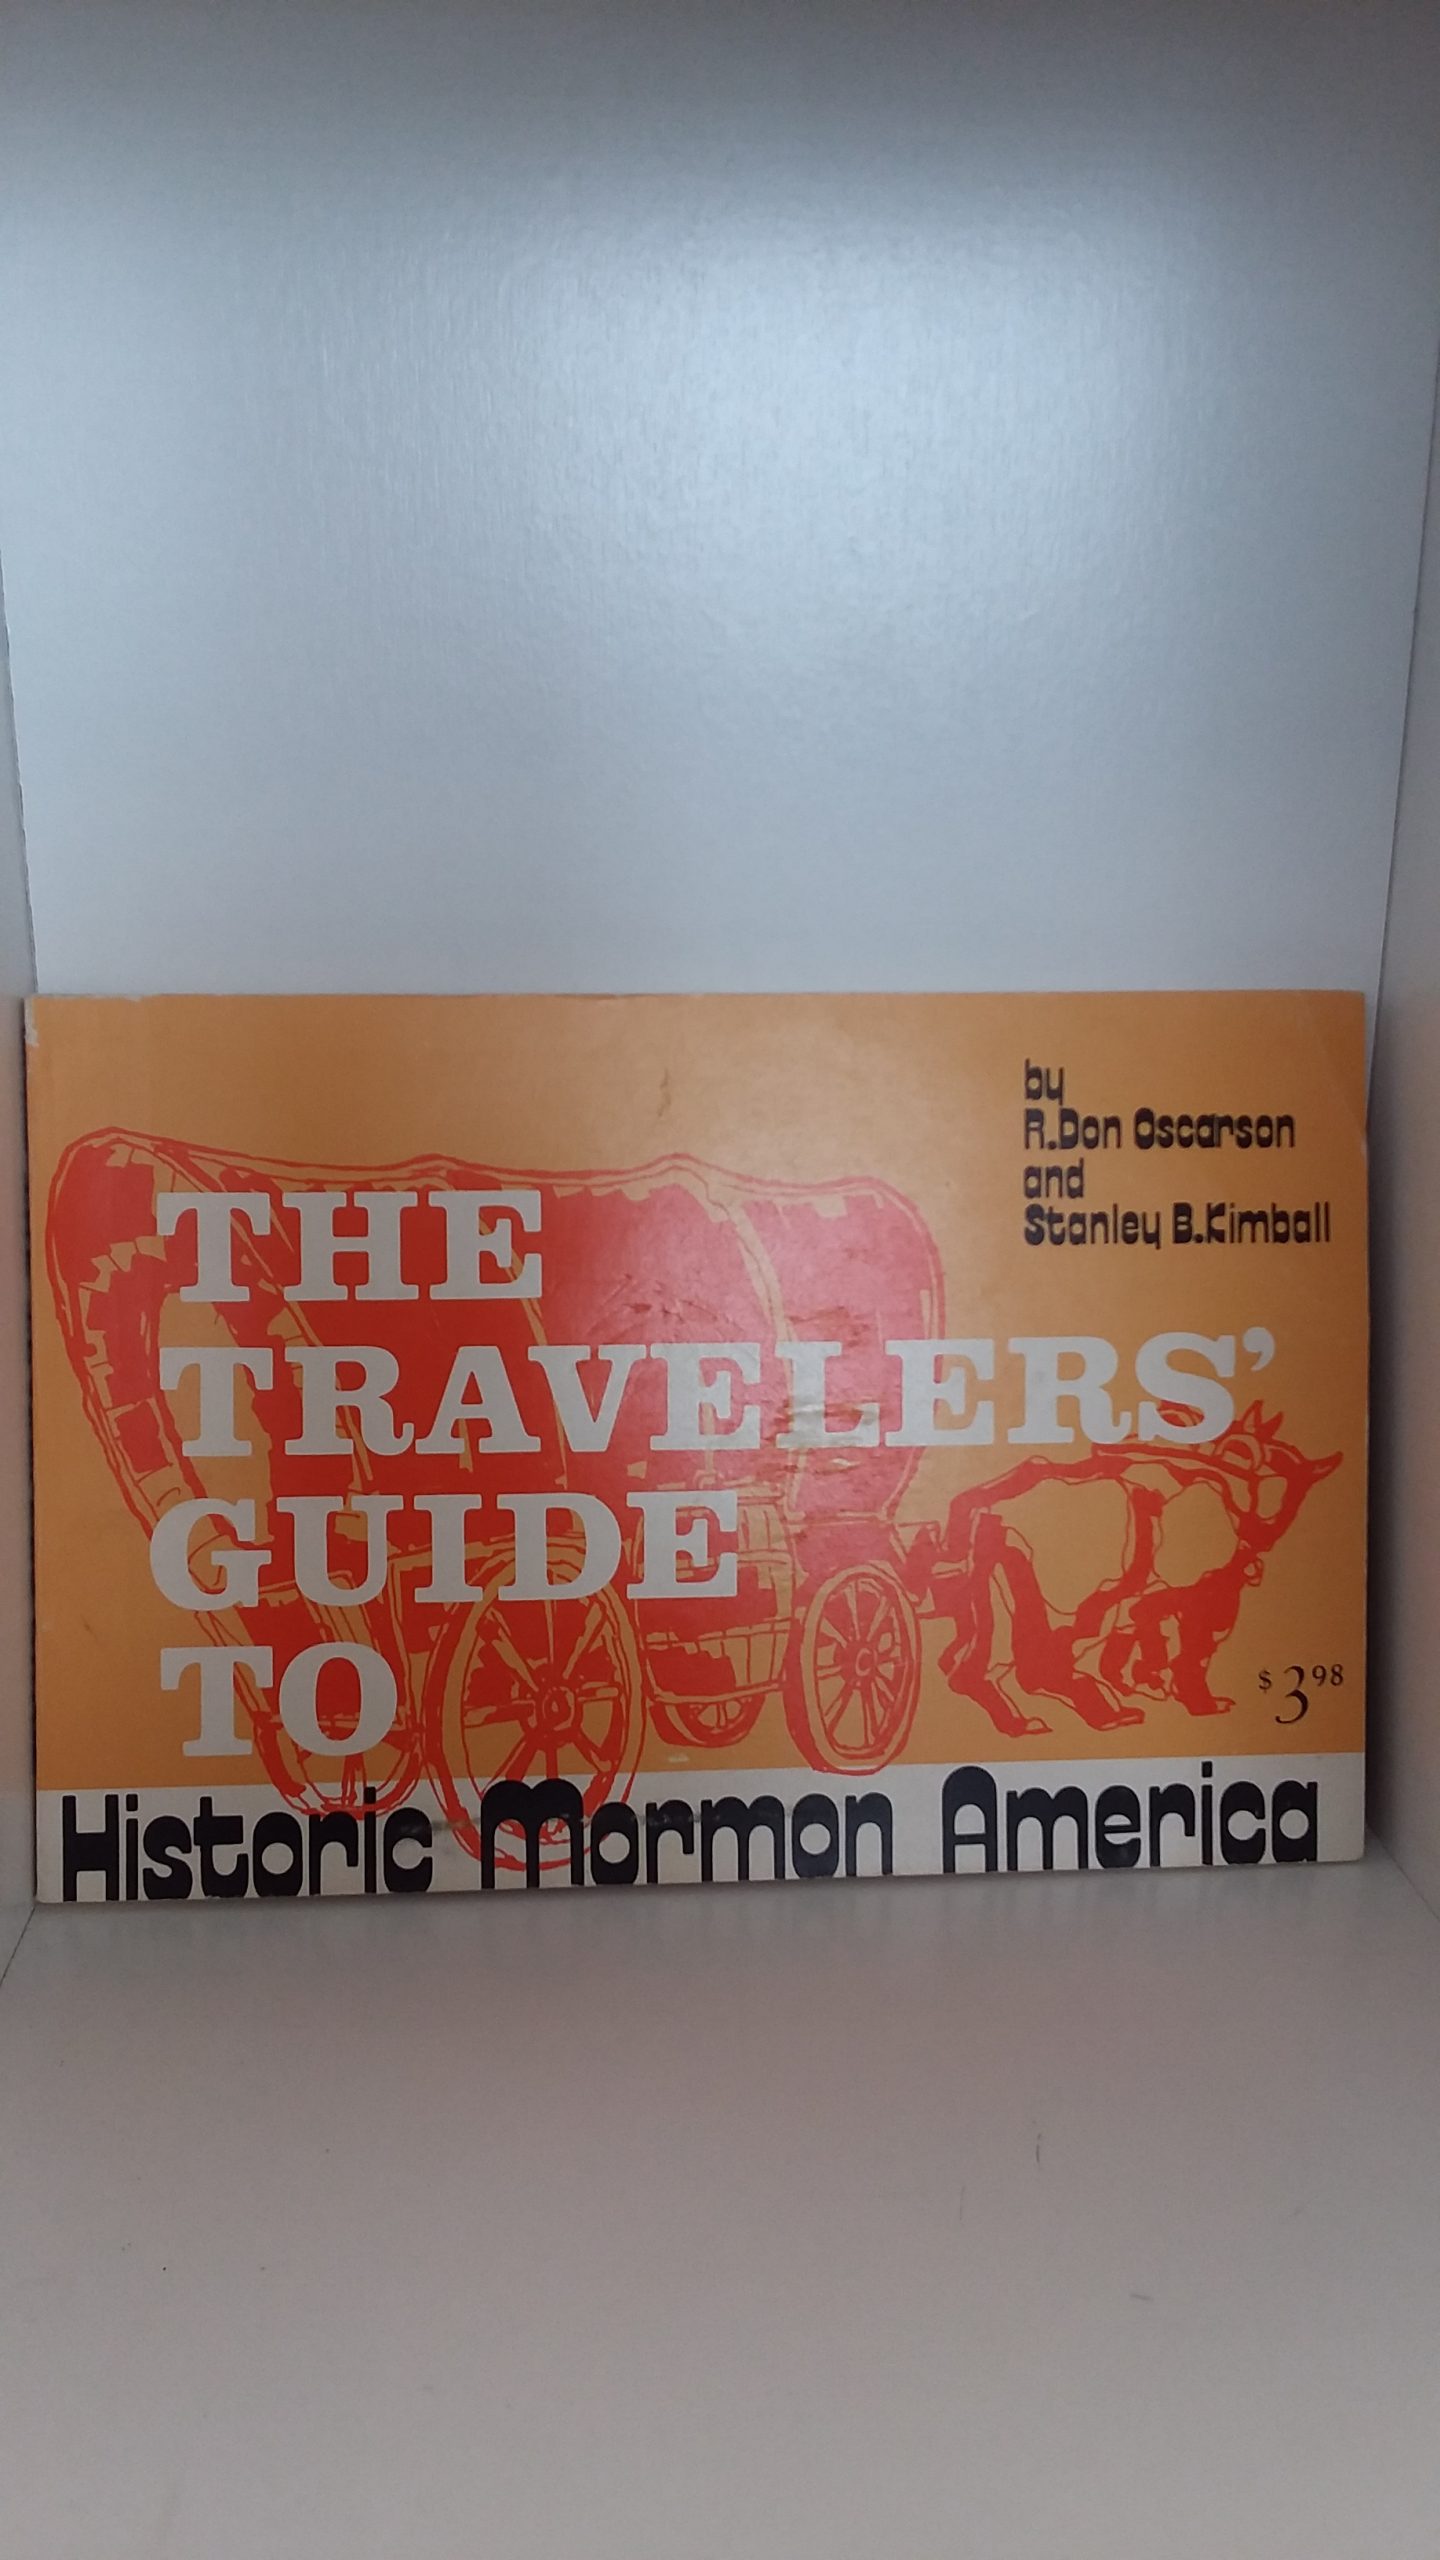 by
R.Don Oscarson
and
Stanley B.Kimball
THE
TRAVELERS’
GUIDE
TO
$3.98
Historic Mormon America